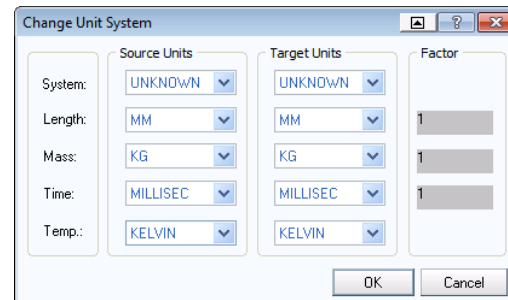 Change Unit System ?
Source Units Target Units Factor
System: UNKNOWN UNKNOWN
Length: MM MM 1
Mass: KG KG 1
Time: MILLISEC MILLISEC 1
Temp.: KELVIN KELVIN
OK Cancel